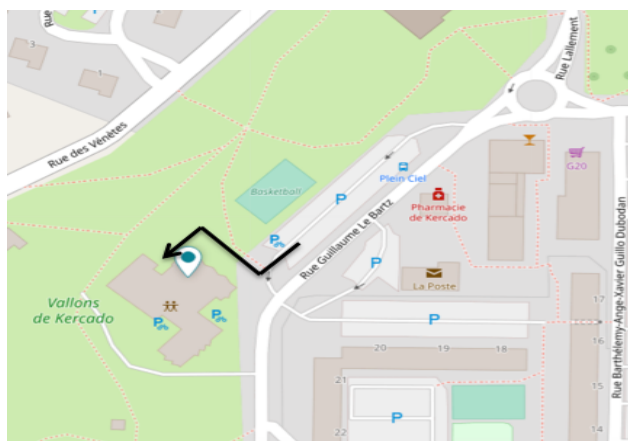 3
1
Rue des Vénètes
Rue Lallement
Plein Ciel
G20
Basketball
P
Pharmacie
de Kercado
Rue Guillaume Le Bartz
P
P
La Poste
Rue Barthélemy-Ange-Xavier Guillo Dubodan
Vallons
de Kercado
P
P
P
17
16
15
14
20
19
18
21
22
P